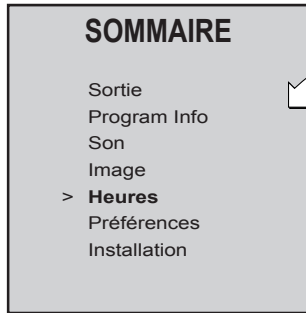 SOMMAIRE
Sortie
Program Info
Son
Image
> Heures
Préférences
Installation